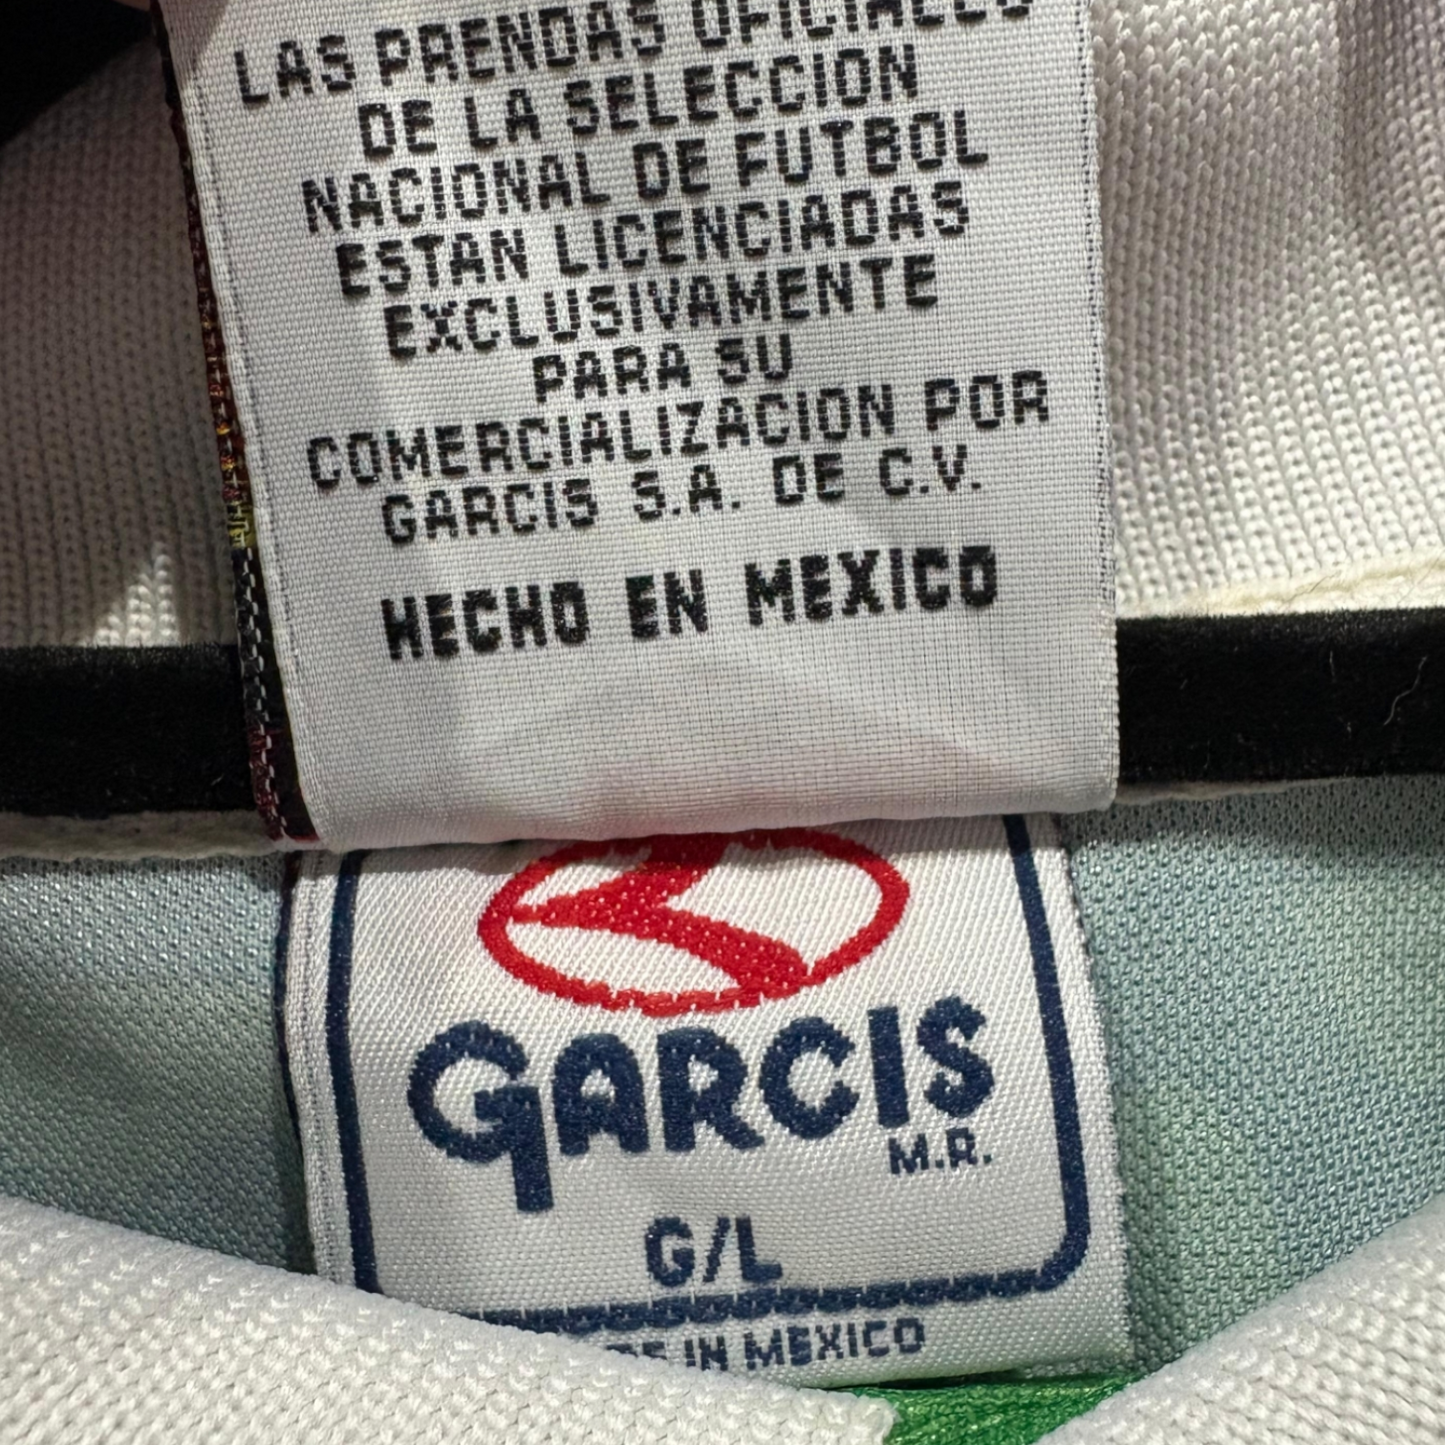 LAS PRENDAS OFICIALES
DE LA SELECCION
NACIONAL DE FUTBOL
ESTAN LICENCIADAS
EXCLUSIVAMENTE
PARA SU
COMERCIALIZACION POR
GARCIS S.A. DE C.V.
HECHO EN MEXICO
GARCIS
M.R.
G/L
IN MEXICO